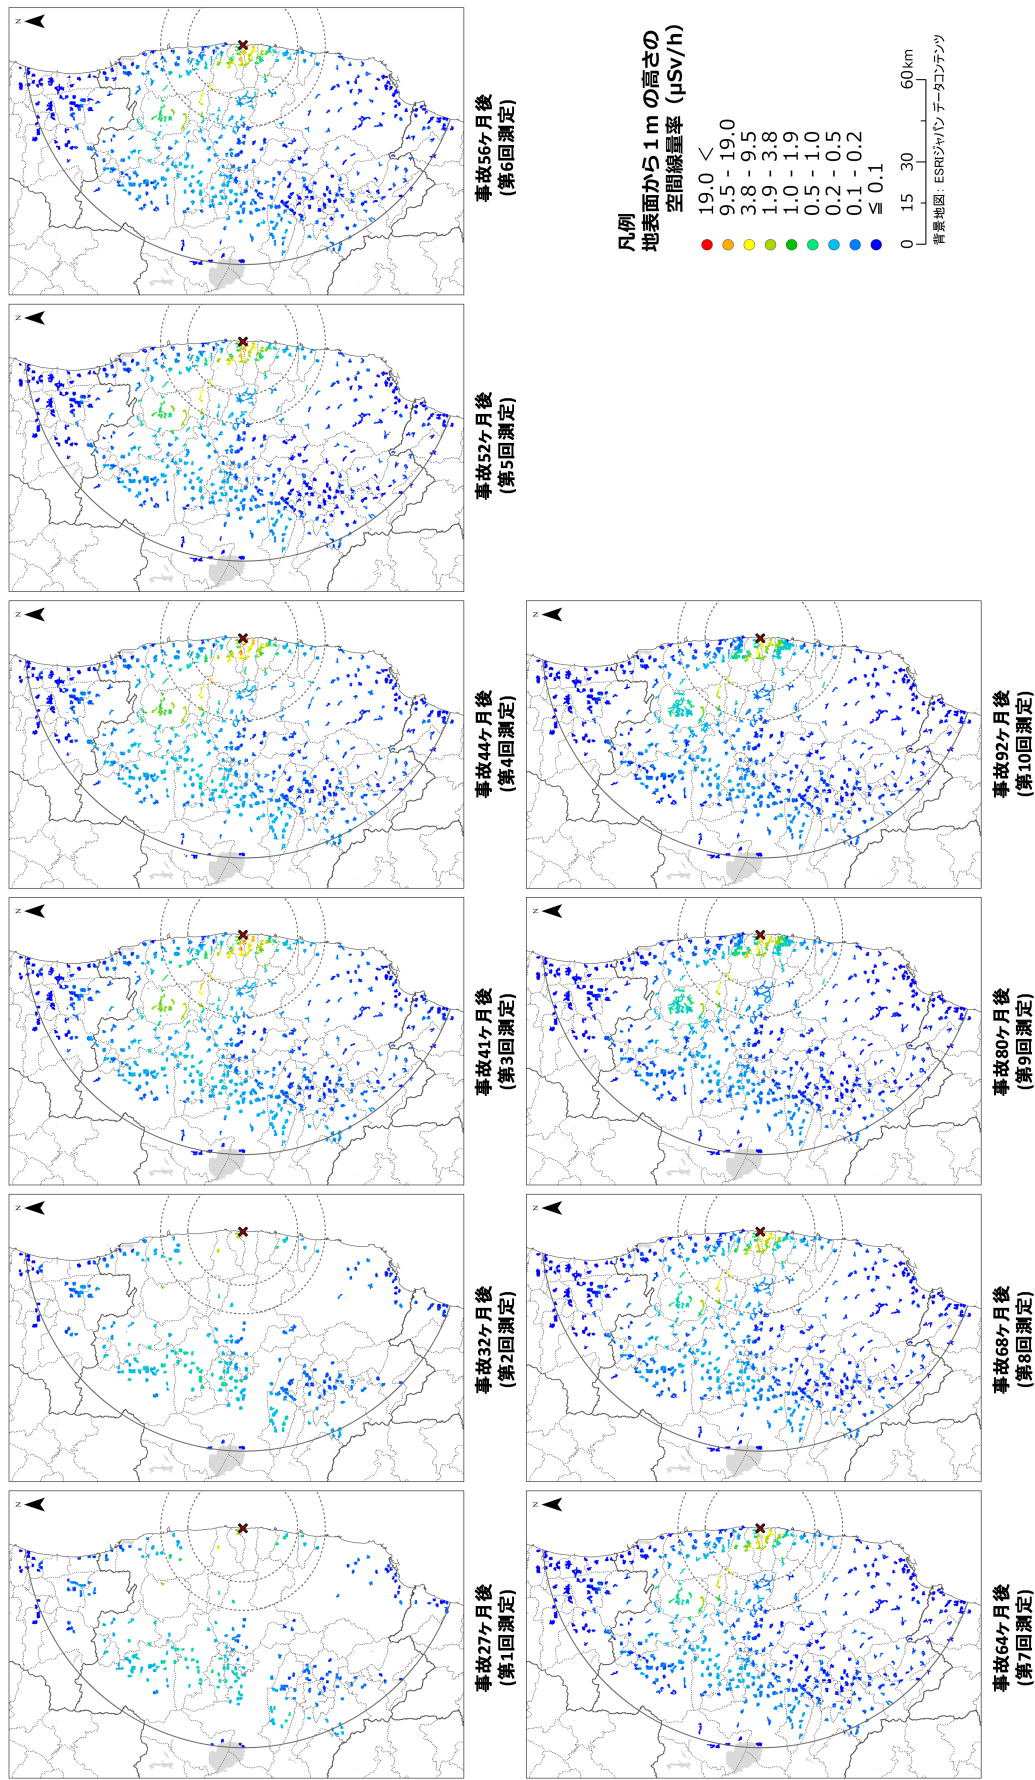 N
事故27ヶ月後
(第1回測定)
N
事故32ヶ月後
(第2回測定)
N
事故41ヶ月後
(第3回測定)
N
事故44ヶ月後
(第4回測定)
N
事故52ヶ月後
(第5回測定)
N
事故56ヶ月後
(第6回測定)
N
事故64ヶ月後
(第7回測定)
N
事故68ヶ月後
(第8回測定)
N
事故80ヶ月後
(第9回測定)
N
事故92ヶ月後
(第10回測定)
凡例
地表面から1 m の高さの
空間線量率 (μSv/h)
19.0 <
9.5 - 19.0
3.8 - 9.5
1.9 - 3.8
1.0 - 1.9
0.5 - 1.0
0.2 - 0.5
0.1 - 0.2
≦ 0.1
0 15 30 60km
背景地図: ESRIジャパン データコンテンツ